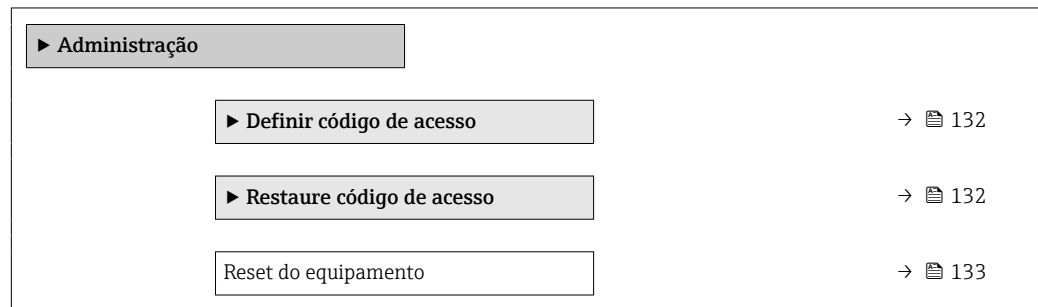 ▶ Administração
▶ Definir código de acesso → 132
▶ Restaure código de acesso → 132
Reset do equipamento → 133